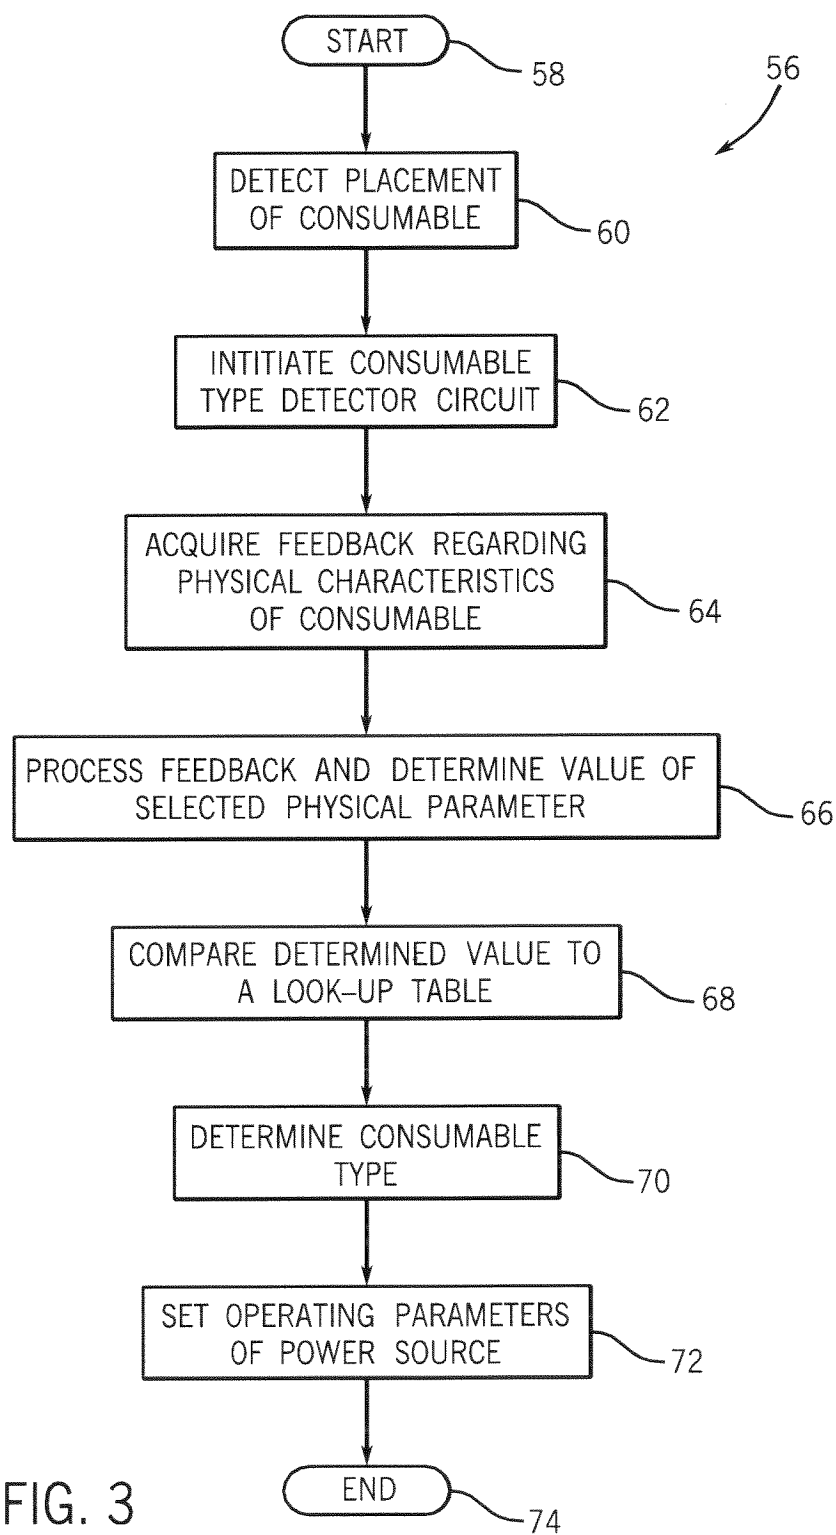 START
58
56
DETECT PLACEMENT
OF CONSUMABLE
60
INTITIATE CONSUMABLE
TYPE DETECTOR CIRCUIT
62
ACQUIRE FEEDBACK REGARDING
PHYSICAL CHARACTERISTICS
OF CONSUMABLE
64
PROCESS FEEDBACK AND DETERMINE VALUE OF
SELECTED PHYSICAL PARAMETER
66
COMPARE DETERMINED VALUE TO
A LOOK-UP TABLE
68
DETERMINE CONSUMABLE
TYPE
70
SET OPERATING PARAMETERS
OF POWER SOURCE
72
END
74
FIG. 3